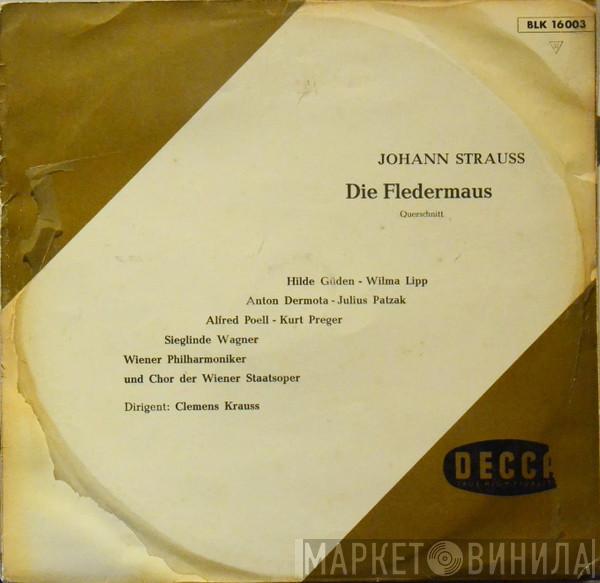 BLK 16003
JOHANN STRAUSS
Die Fledermaus
Querschnitt
Hilde Güden - Wilma Lipp
Anton Dermota - Julius Patzak
Alfred Poell - Kurt Preger
Sieglinde Wagner
Wiener Philharmoniker
und Chor der Wiener Staatsoper
Dirigent: Clemens Krauss
DECCA
МАРКЕТ ВИНИЛА